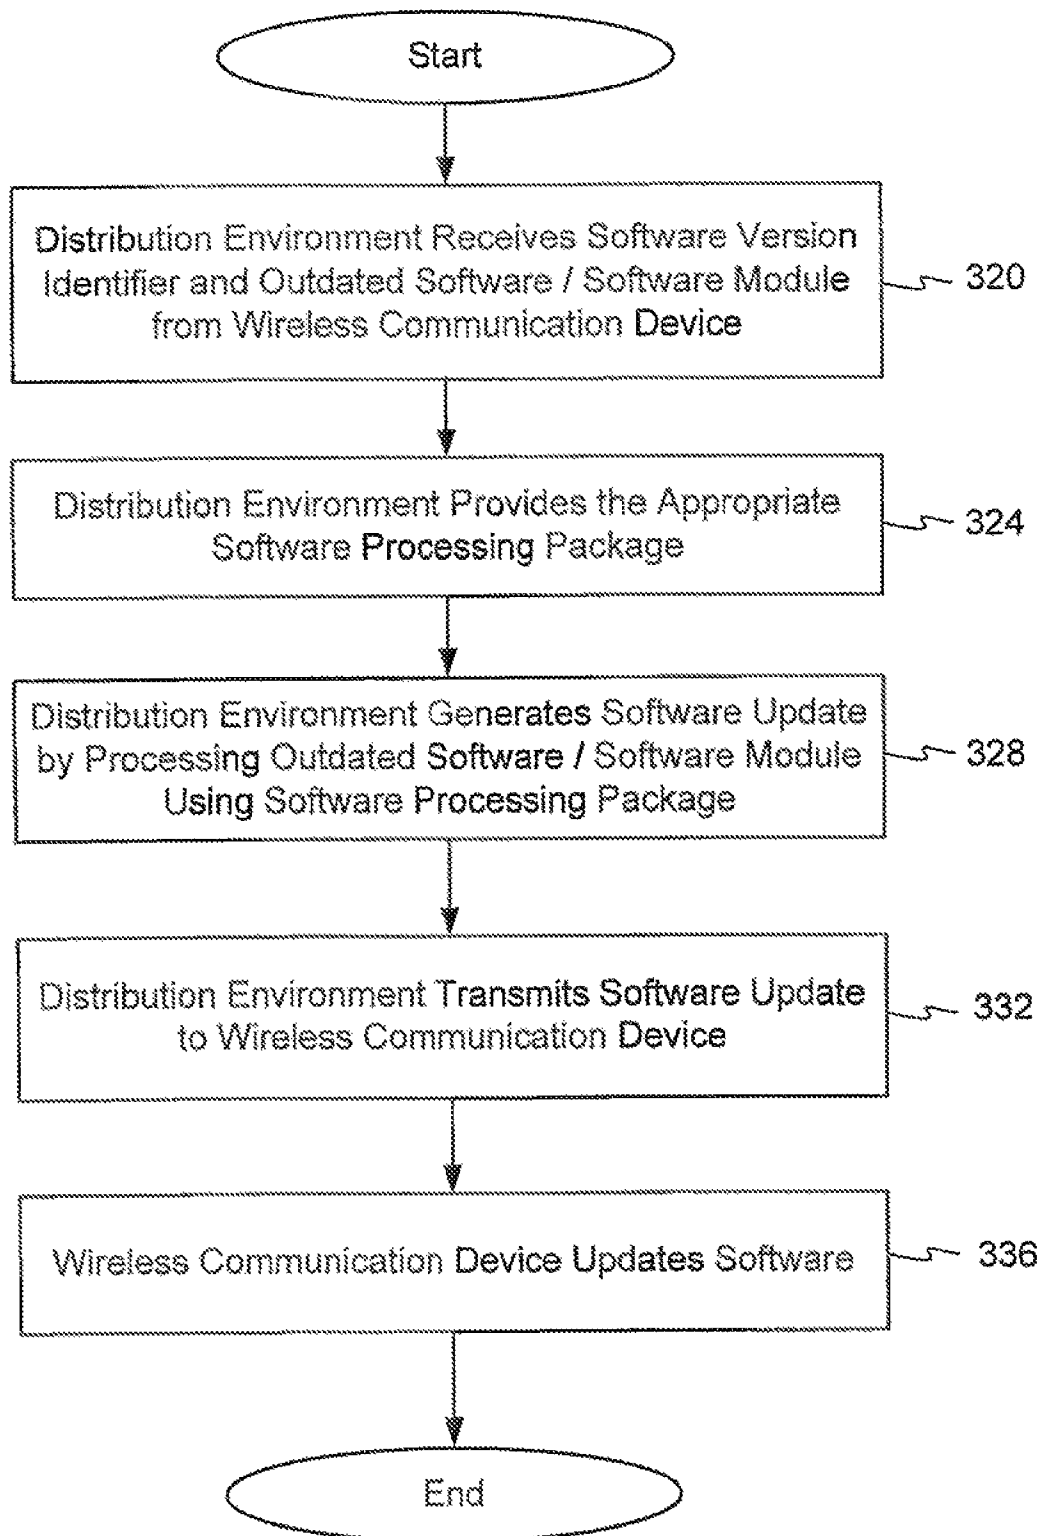 Start
Distribution Environment Receives Software Version
Identifier and Outdated Software / Software Module
from Wireless Communication Device
320
Distribution Environment Provides the Appropriate
Software Processing Package
324
Distribution Environment Generates Software Update
by Processing Outdated Software / Software Module
Using Software Processing Package
328
Distribution Environment Transmits Software Update
to Wireless Communication Device
332
Wireless Communication Device Updates Software
336
End